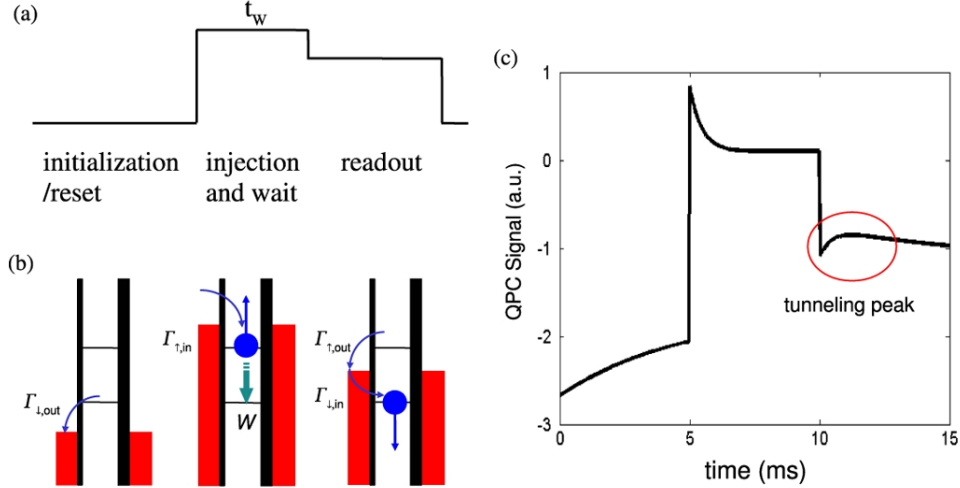 (a)
t_w
initialization
/reset
injection
and wait
readout
(b)
Γ↓,out
Γ↑,in
W
Γ↑,out
Γ↓,in
(c)
QPC Signal (a.u.)
1
0
-1
-2
-3
tunneling peak
0 5 10 15
time (ms)